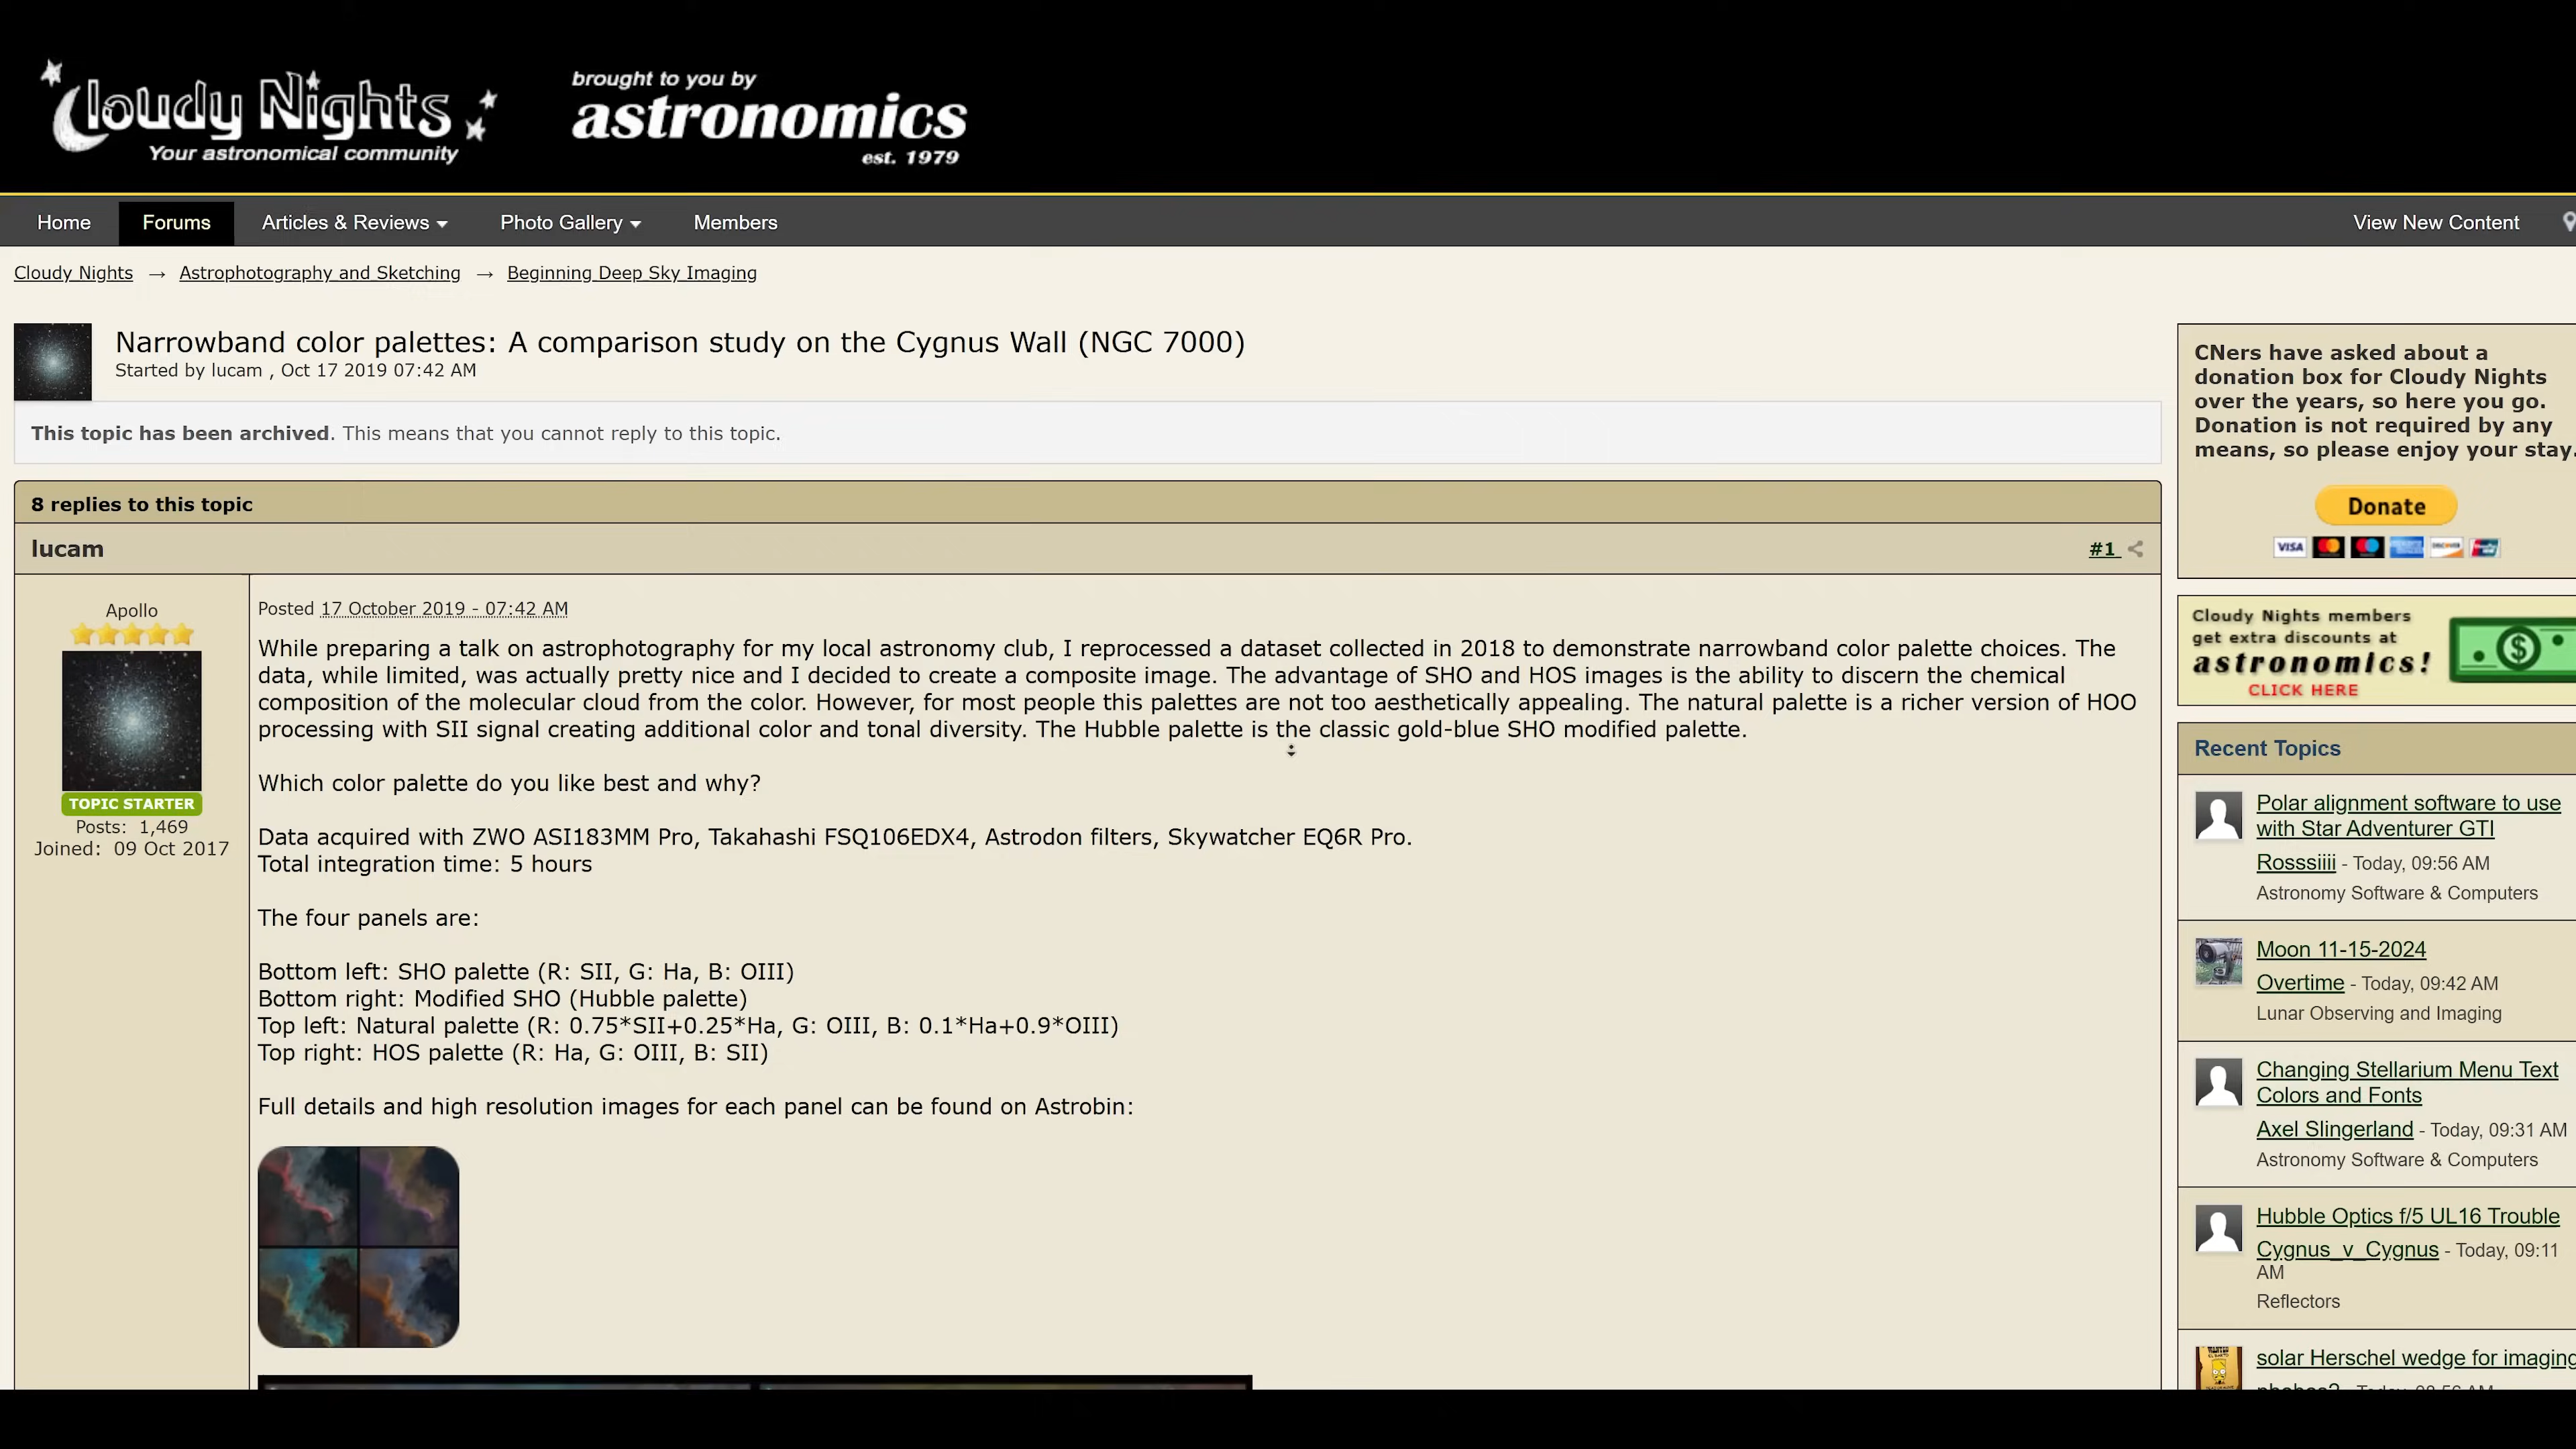 Cloudy Nights
Your astronomical community
brought to you by
astronomics
est. 1979
Home
Forums
Articles & Reviews
Photo Gallery
Members
View New Content
Cloudy Nights → Astrophotography and Sketching → Beginning Deep Sky Imaging
Narrowband color palettes: A comparison study on the Cygnus Wall (NGC 7000)
Started by lucam , Oct 17 2019 07:42 AM
This topic has been archived. This means that you cannot reply to this topic.
8 replies to this topic
lucam
#1
Apollo
TOPIC STARTER
Posts: 1,469
Joined: 09 Oct 2017
Posted 17 October 2019 - 07:42 AM
While preparing a talk on astrophotography for my local astronomy club, I reprocessed a dataset collected in 2018 to demonstrate narrowband color palette choices. The
data, while limited, was actually pretty nice and I decided to create a composite image. The advantage of SHO and HOS images is the ability to discern the chemical
composition of the molecular cloud from the color. However, for most people this palettes are not too aesthetically appealing. The natural palette is a richer version of HOO
processing with SII signal creating additional color and tonal diversity. The Hubble palette is the classic gold-blue SHO modified palette.
Which color palette do you like best and why?
Data acquired with ZWO ASI183MM Pro, Takahashi FSQ106EDX4, Astrodon filters, Skywatcher EQ6R Pro.
Total integration time: 5 hours
The four panels are:
Bottom left: SHO palette (R: SII, G: Ha, B: OIII)
Bottom right: Modified SHO (Hubble palette)
Top left: Natural palette (R: 0.75*SII+0.25*Ha, G: OIII, B: 0.1*Ha+0.9*OIII)
Top right: HOS palette (R: Ha, G: OIII, B: SII)
Full details and high resolution images for each panel can be found on Astrobin:
CNers have asked about a
donation box for Cloudy Nights
over the years, so here you go.
Donation is not required by any
means, so please enjoy your stay.
Donate
VISA
Cloudy Nights members
get extra discounts at
astronomics!
CLICK HERE
Recent Topics
Polar alignment software to use
with Star Adventurer GTI
Rosssiiii - Today, 09:56 AM
Astronomy Software & Computers
Moon 11-15-2024
Overtime - Today, 09:42 AM
Lunar Observing and Imaging
Changing Stellarium Menu Text
Colors and Fonts
Axel Slingerland - Today, 09:31 AM
Astronomy Software & Computers
Hubble Optics f/5 UL16 Trouble
Cygnus_v_Cygnus - Today, 09:11
AM
Reflectors
solar Herschel wedge for imaging